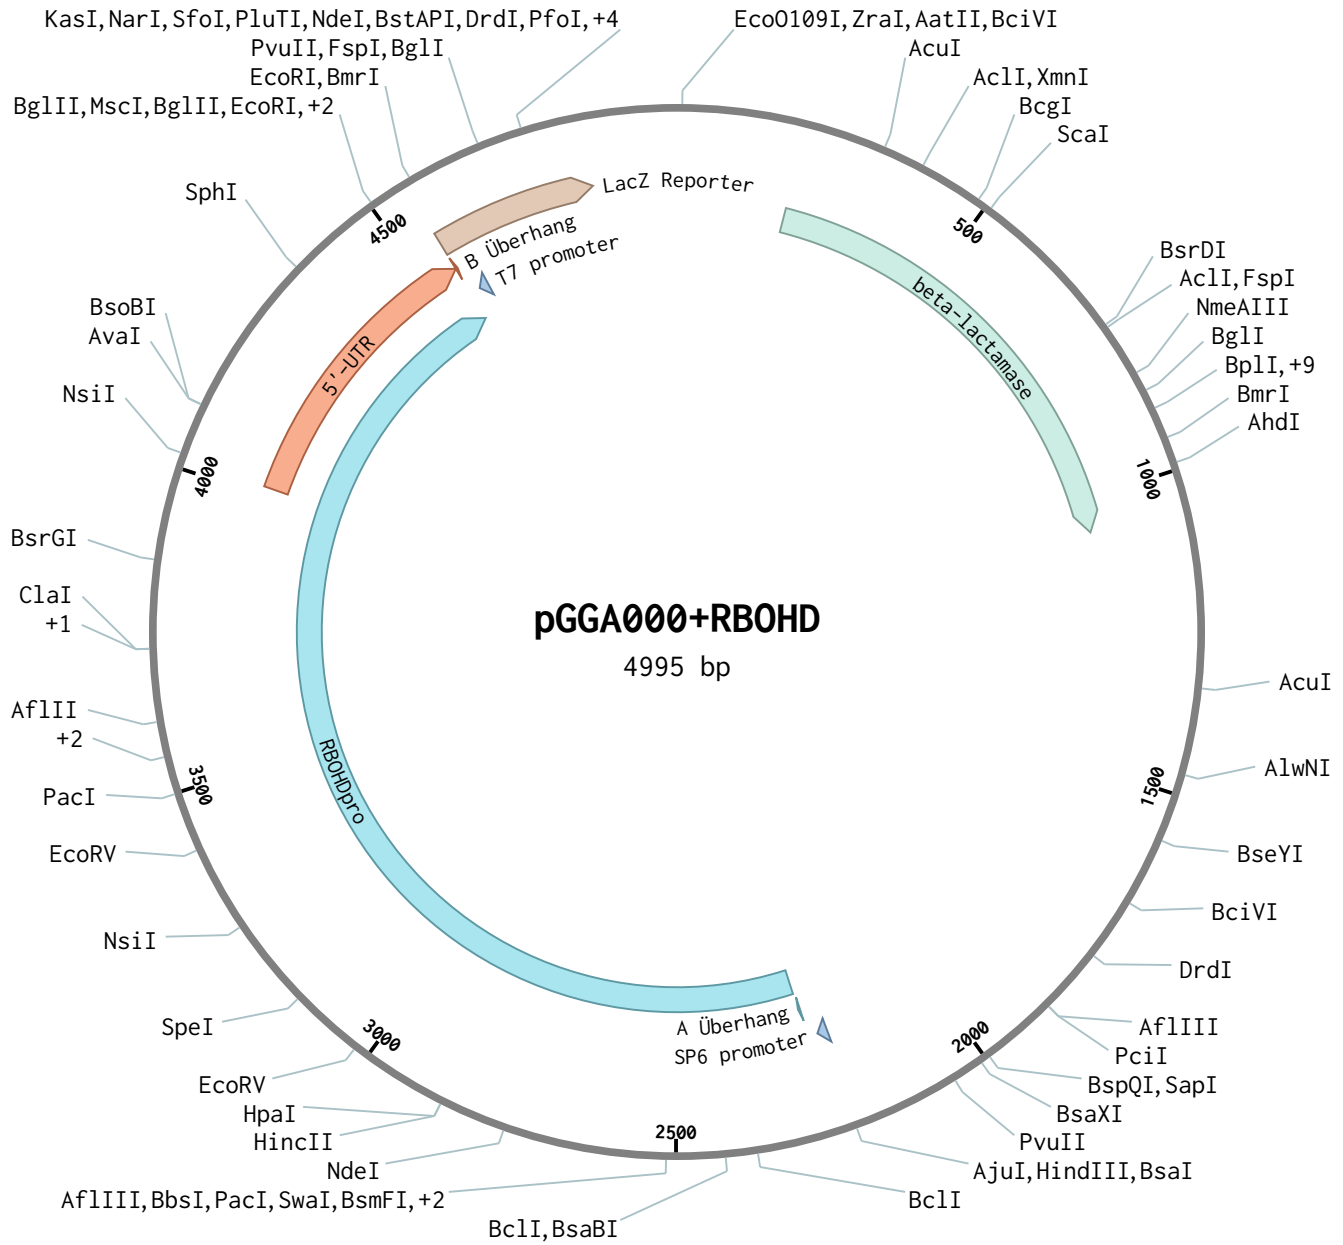 KasI,NarI,SfoI,PluTI,NdeI,BstAPI,DrdI,PfoI,+4
EcoO109I,ZraI,AatII,BciVI
PvuII,FspI,BglI
AcuI
EcoRI,BmrI
AclI,XmnI
BglII,MscI,BglII,EcoRI,+2
BcgI
ScaI
SphI
LacZ Reporter
4500
500
B Überhang
T7 promoter
BsrDI
AclI,FspI
NmeAIII
BsoBI
AvaI
BglI
beta-lactamase
5'-UTR
BplI,+9
NsiI
BmrI
AhdI
4000
1000
BsrGI
ClaI
+1
pGGA000+RBOHD
4995 bp
AcuI
AflII
+2
AlwNI
3500
1500
PacI
RBOHDpro
EcoRV
BseYI
BciVI
NsiI
DrdI
A Überhang
SP6 promoter
SpeI
3000
2000
AflIII
PciI
EcoRV
BspQI,SapI
HpaI
BsaXI
HincII
2500
PvuII
NdeI
AjuI,HindIII,BsaI
AflIII,BbsI,PacI,SwaI,BsmFI,+2
BclI
BclI,BsaBI